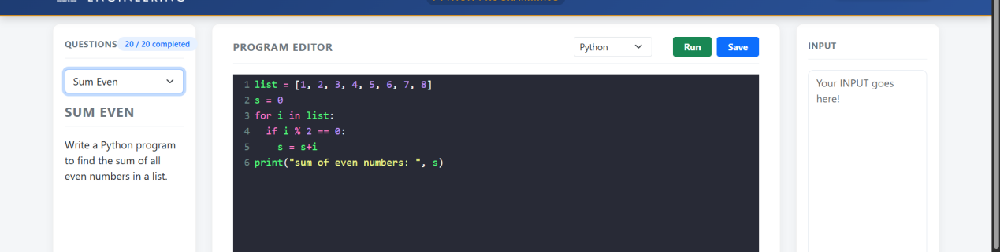 QUESTIONS 20 / 20 completed
Sum Even
SUM EVEN
Write a Python program
to find the sum of all
even numbers in a list.
PROGRAM EDITOR
Python
Run
Save
1 list = [1, 2, 3, 4, 5, 6, 7, 8]
2 s = 0
3 for i in list:
4   if i % 2 == 0:
5     s = s+i
6 print("sum of even numbers: ", s)
INPUT
Your INPUT goes
here!